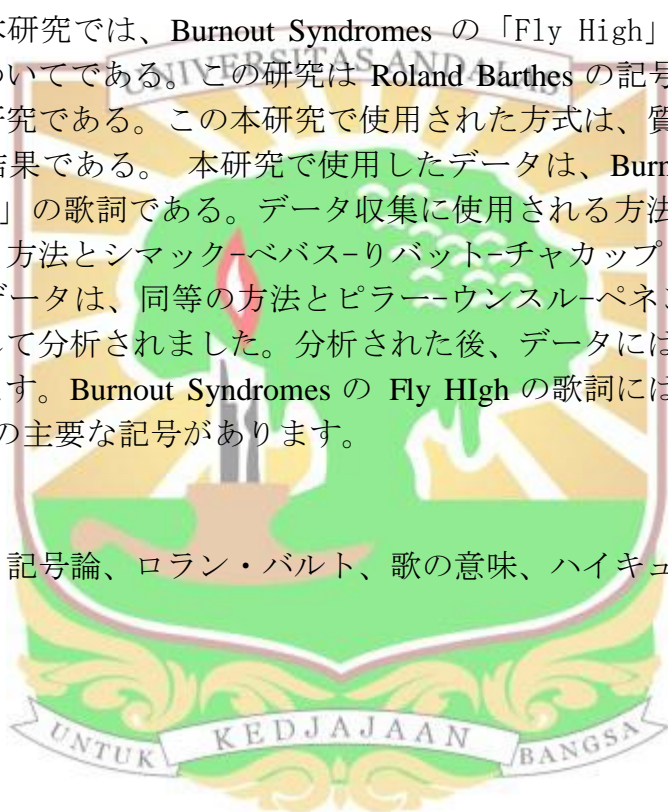 本研究では、Burnout Syndromes の「Fly High」
いてである。この研究は Roland Barthes の記号
研究である。この本研究で使用された方式は、質
結果である。 本研究で使用したデータは、Burn
」の歌詞である。データ収集に使用される方法
方法とシマック-べバス-りバット-チャカップ
データは、同等の方法とピラー-ウンスル-ペネン
て分析されました。分析された後、データには
す。Burnout Syndromes の Fly HIgh の歌詞には
の主要な記号があります。
記号論、ロラン・バルト、歌の意味、ハイキュ
UNIVERSITAS ANDALAS
UNTUK KEDJAJAAN BANGSA